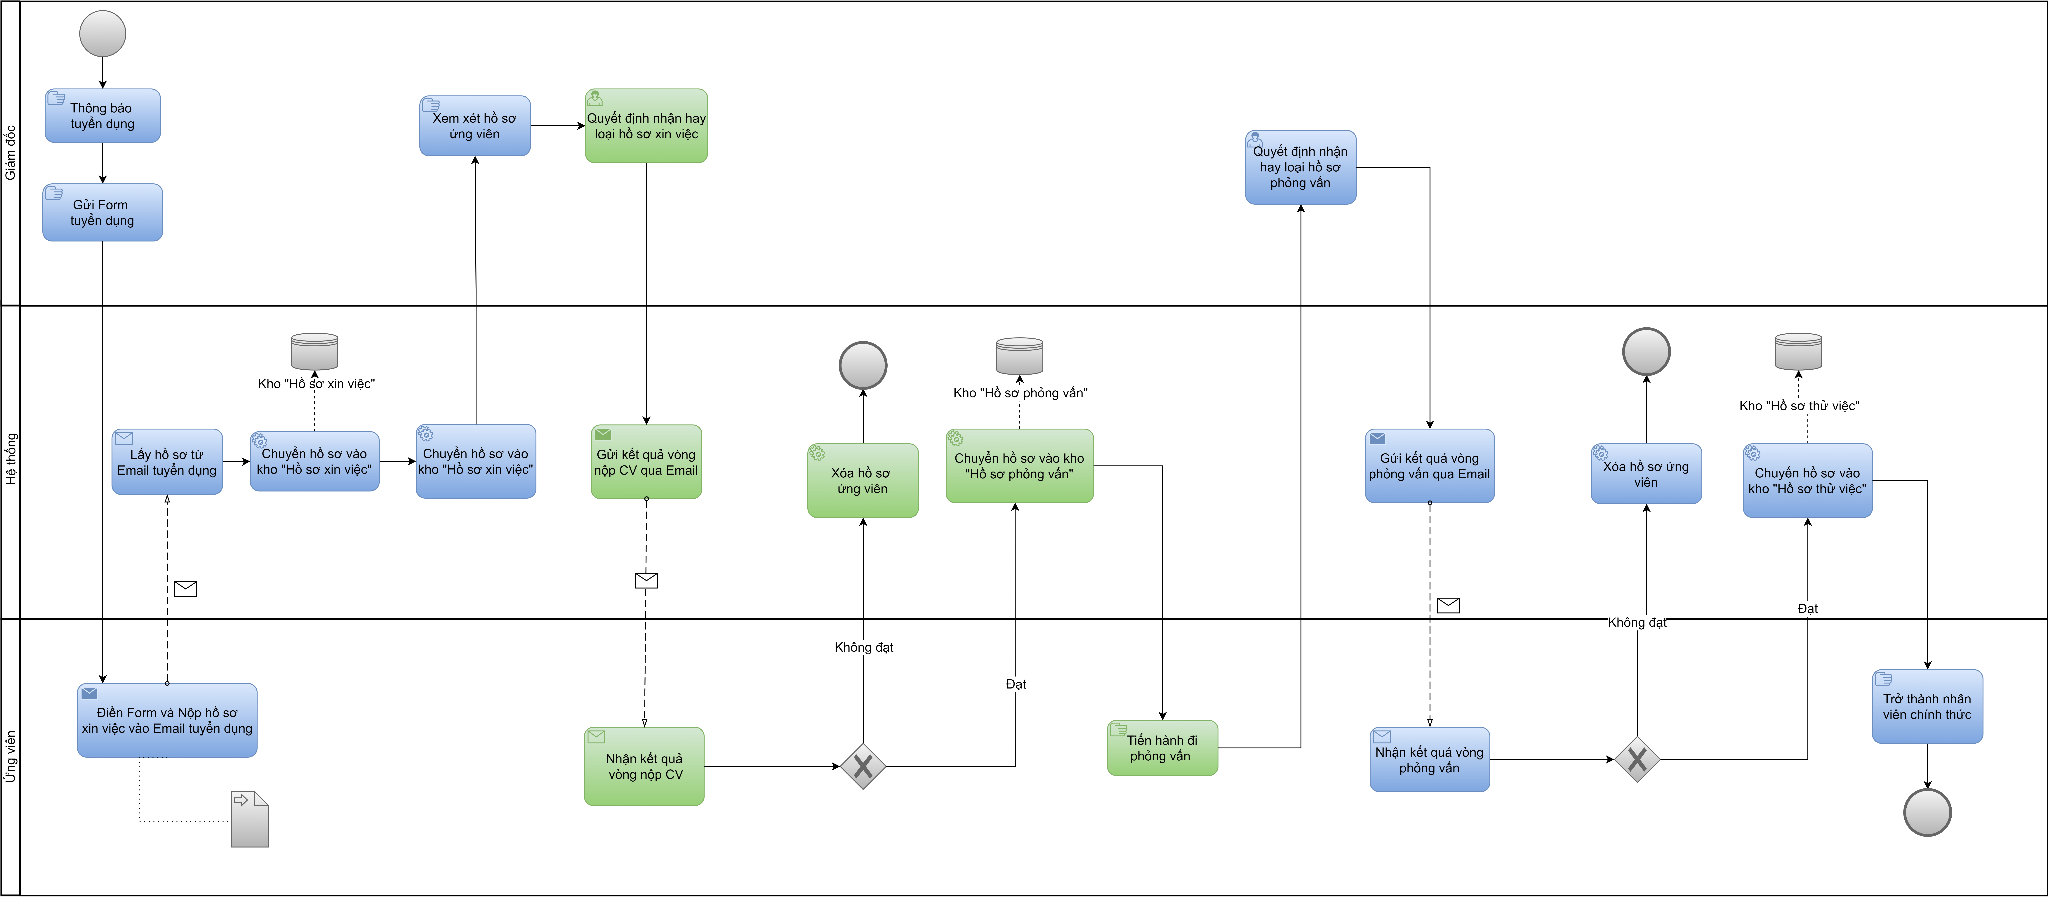 Giám đốc
Thông báo
tuyển dụng
Gửi Form
tuyển dụng
Xem xét hồ sơ
ứng viên
Quyết định nhận hay
loại hồ sơ xin việc
Quyết định nhận
hay loại hồ sơ
phỏng vấn
Hệ thống
Lấy hồ sơ từ
Email tuyển dụng
Kho "Hồ sơ xin việc"
Chuyển hồ sơ vào
kho "Hồ sơ xin việc"
Chuyển hồ sơ vào
kho "Hồ sơ xin việc"
Gửi kết quả vòng
nộp CV qua Email
Xóa hồ sơ
ứng viên
Kho "Hồ sơ phỏng vấn"
Chuyển hồ sơ vào kho
"Hồ sơ phỏng vấn"
Gửi kết quả vòng
phỏng vấn qua Email
Xóa hồ sơ ứng
viên
Kho "Hồ sơ thử việc"
Chuyển hồ sơ vào
kho "Hồ sơ thử việc"
Không đạt
Đạt
Không đạt
Đạt
Ứng viên
Điền Form và Nộp hồ sơ
xin việc vào Email tuyển dụng
Nhận kết quả
vòng nộp CV
Tiến hành đi
phỏng vấn
Nhận kết quả vòng
phỏng vấn
Trở thành nhân
viên chính thức